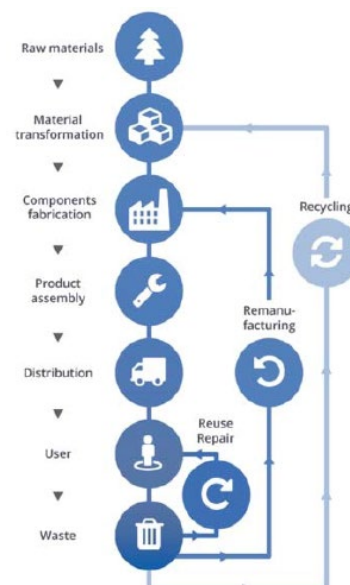 Raw materials
Material
transformation
Components
fabrication
Recycling
Product
assembly
Remanu-
facturing
Distribution
Reuse
Repair
User
Waste